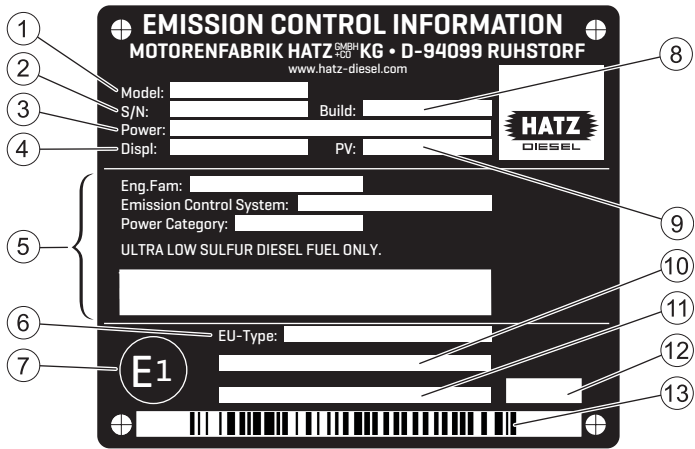 EMISSION CONTROL INFORMATION
MOTORENFABRIK HATZ GMBH +CO KG • D-94099 RUHSTORF
www.hatz-diesel.com
1
Model:
2
S/N:
Build:
8
3
Power:
4
Displ:
PV:
9
HATZ
DIESEL
5
Eng.Fam:
Emission Control System:
Power Category:
ULTRA LOW SULFUR DIESEL FUEL ONLY.
10
6
EU-Type:
11
7
E1
12
13